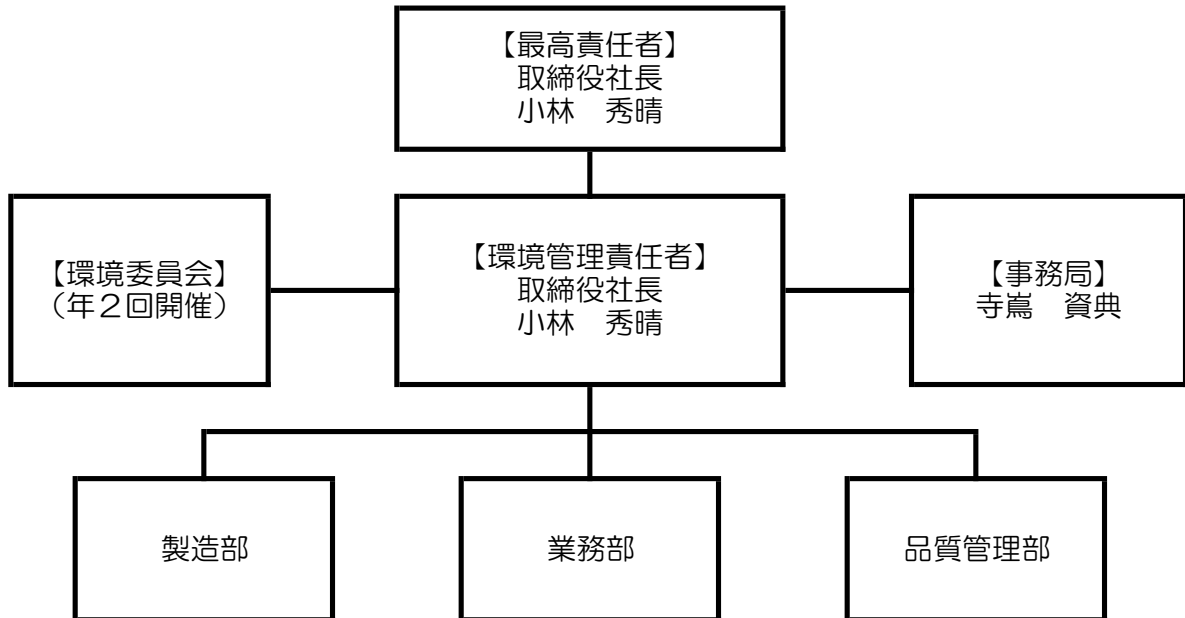 【最高責任者】
取締役社長
小林　秀晴
【環境委員会】
（年２回開催）
【環境管理責任者】
取締役社長
小林　秀晴
【事務局】
寺嶌　資典
製造部
業務部
品質管理部